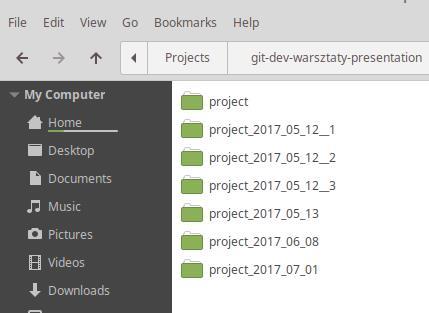 File Edit View Go Bookmarks Help
Projects git-dev-warsztaty-presentation
My Computer
Home
Desktop
Documents
Music
Pictures
Videos
Downloads
project
project_2017_05_12__1
project_2017_05_12__2
project_2017_05_12__3
project_2017_05_13
project_2017_06_08
project_2017_07_01